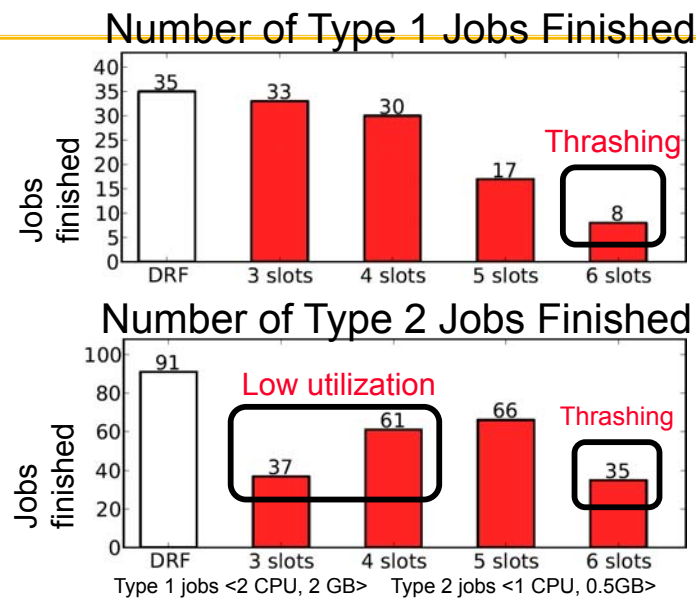 Number of Type 1 Jobs Finished
40
35
30
25
20
15
10
5
0
Jobs
finished
35
33
30
17
8
Thrashing
DRF 3 slots 4 slots 5 slots 6 slots
Number of Type 2 Jobs Finished
100
80
60
40
20
0
Jobs
finished
91
Low utilization
37
61
66
Thrashing
35
DRF 3 slots 4 slots 5 slots 6 slots
Type 1 jobs <2 CPU, 2 GB> Type 2 jobs <1 CPU, 0.5GB>